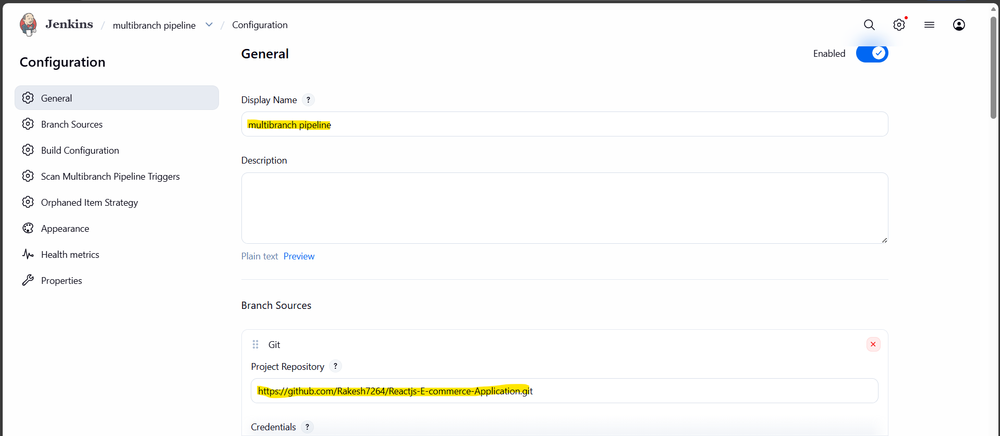 Jenkins / multibranch pipeline / Configuration
Configuration
General
Branch Sources
Build Configuration
Scan Multibranch Pipeline Triggers
Orphaned Item Strategy
Appearance
Health metrics
Properties
General
Enabled
Display Name ?
multibranch pipeline
Description
Plain text Preview
Branch Sources
Git
Project Repository ?
https://github.com/Rakesh7264/Reactjs-E-commerce-Application.git
Credentials ?